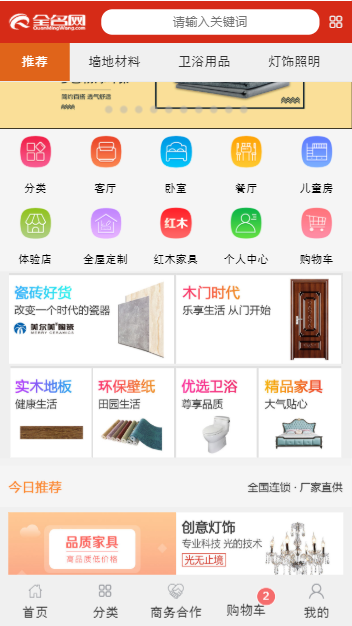 全名网
QuanMingWang.com
请输入关键词
推荐 墙地材料 卫浴用品 灯饰照明
简约自然 透气舒适
分类 客厅 卧室 餐厅 儿童房
红木
体验店 全屋定制 红木家具 个人中心 购物车
瓷砖好货
改变一个时代的瓷器
美尔美陶瓷
木门时代
乐享生活 从门开始
实木地板
健康生活
环保壁纸
田园生活
优选卫浴
尊享品质
精品家具
大气贴心
今日推荐 全国连锁 · 厂家直供
品质家具
高品质低价格
创意灯饰
专业科技 光的技术
光无止境
2
首页 分类 商务合作 购物车 我的